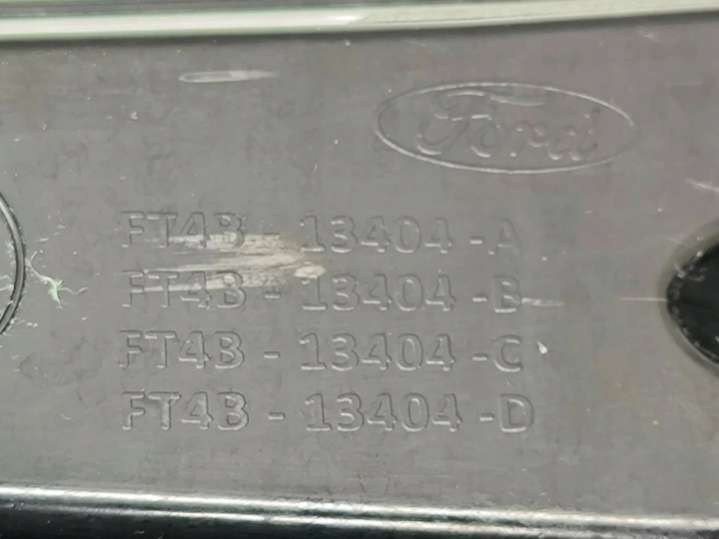 Ford
FT4B - 13404 -A
FT4B - 13404 -B
FT4B - 13404 -C
FT4B - 13404 -D